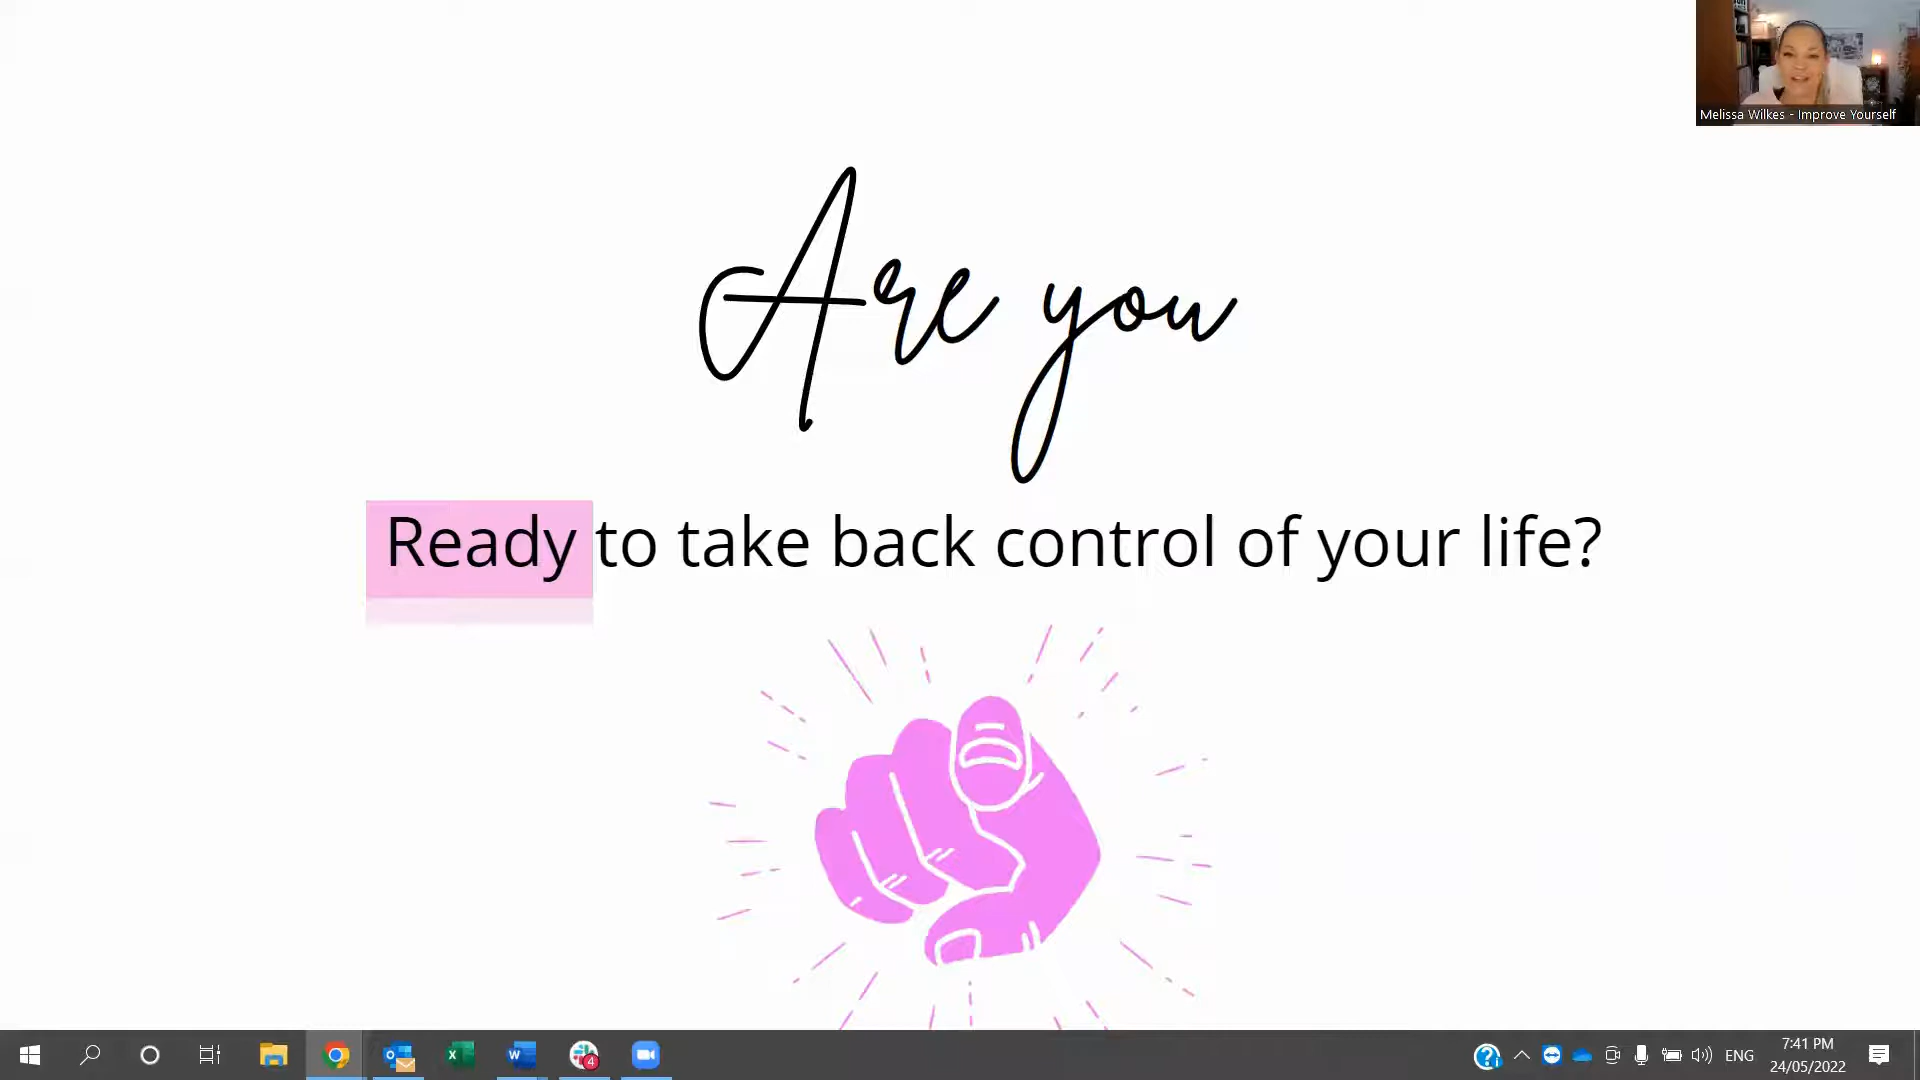 Melissa Wilkes - Improve Yourself
Are you
Ready to take back control of your life?
4
ENG
7:41 PM
24/05/2022